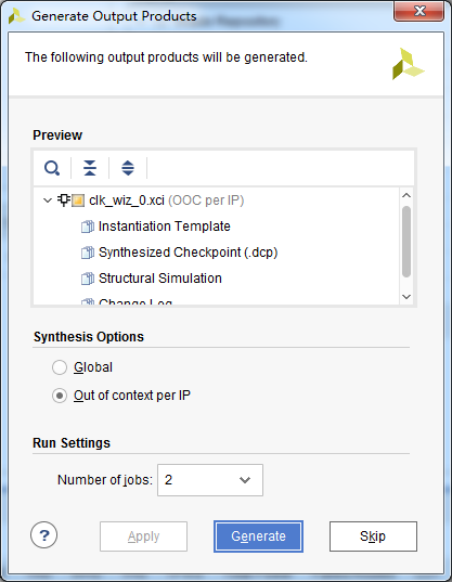 Generate Output Products
The following output products will be generated.
Preview
clk_wiz_0.xci (OOC per IP)
Instantiation Template
Synthesized Checkpoint (.dcp)
Structural Simulation
Change Log
Synthesis Options
Global
Out of context per IP
Run Settings
Number of jobs: 2
? Apply Generate Skip